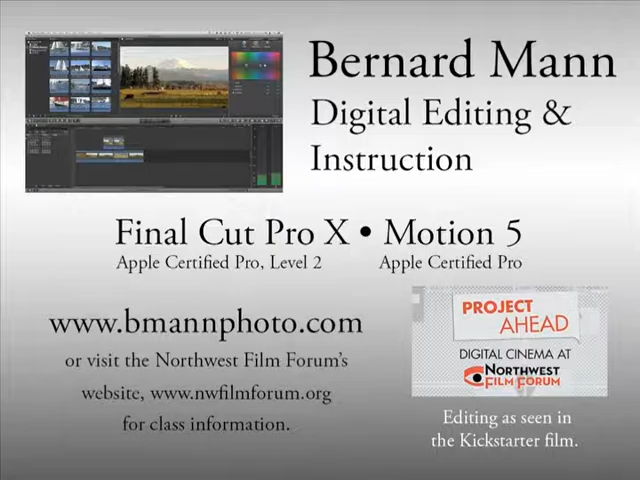 Bernard Mann
Digital Editing &
Instruction
Final Cut Pro X • Motion 5
Apple Certified Pro, Level 2
Apple Certified Pro
www.bmannphoto.com
or visit the Northwest Film Forum's
website, www.nwfilmforum.org
for class information.
PROJECT
AHEAD
DIGITAL CINEMA AT
NORTHWEST
FILM FORUM
Editing as seen in
the Kickstarter film.